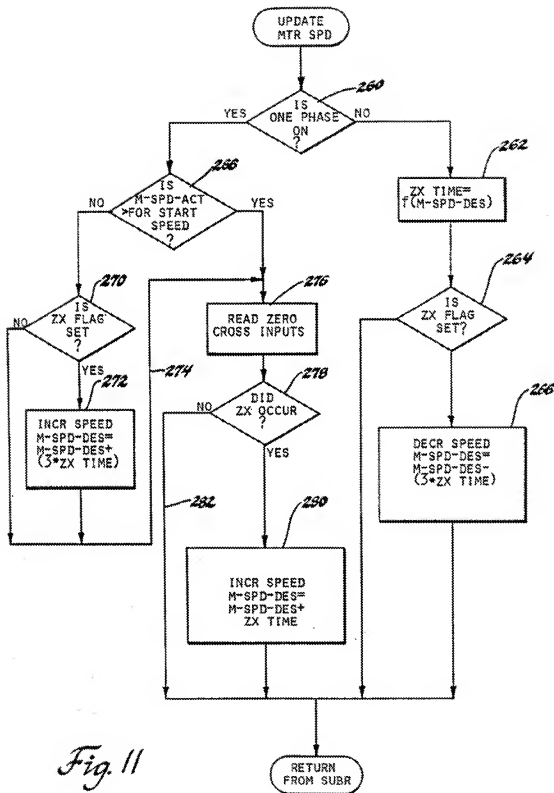 UPDATE
MTR SPD
260
IS
ONE PHASE
ON
?
YES
NO
262
ZX TIME=
f(M-SPD-DES)
268
IS
M-SPD-ACT
>FOR START
SPEED
?
NO
YES
264
IS
ZX FLAG
SET?
270
IS
ZX FLAG
SET
?
NO
YES
276
READ ZERO
CROSS INPUTS
274
272
INCR SPEED
M-SPD-DES=
M-SPD-DES+
(3*ZX TIME)
278
DID
ZX OCCUR
?
NO
YES
266
DECR SPEED
M-SPD-DES=
M-SPD-DES-
(3*ZX TIME)
282
280
INCR SPEED
M-SPD-DES=
M-SPD-DES+
ZX TIME
Fig. 11
RETURN
FROM SUBR